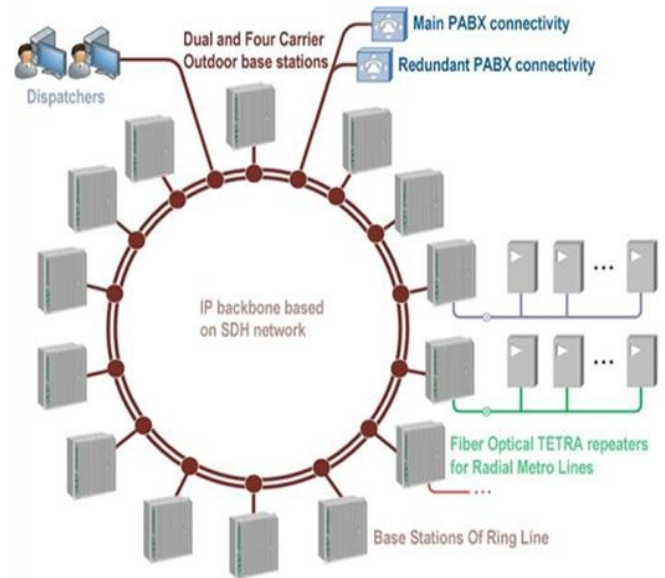 Dual and Four Carrier
Outdoor base stations
Main PABX connectivity
Redundant PABX connectivity
Dispatchers
IP backbone based
on SDH network
Fiber Optical TETRA repeaters
for Radial Metro Lines
Base Stations Of Ring Line